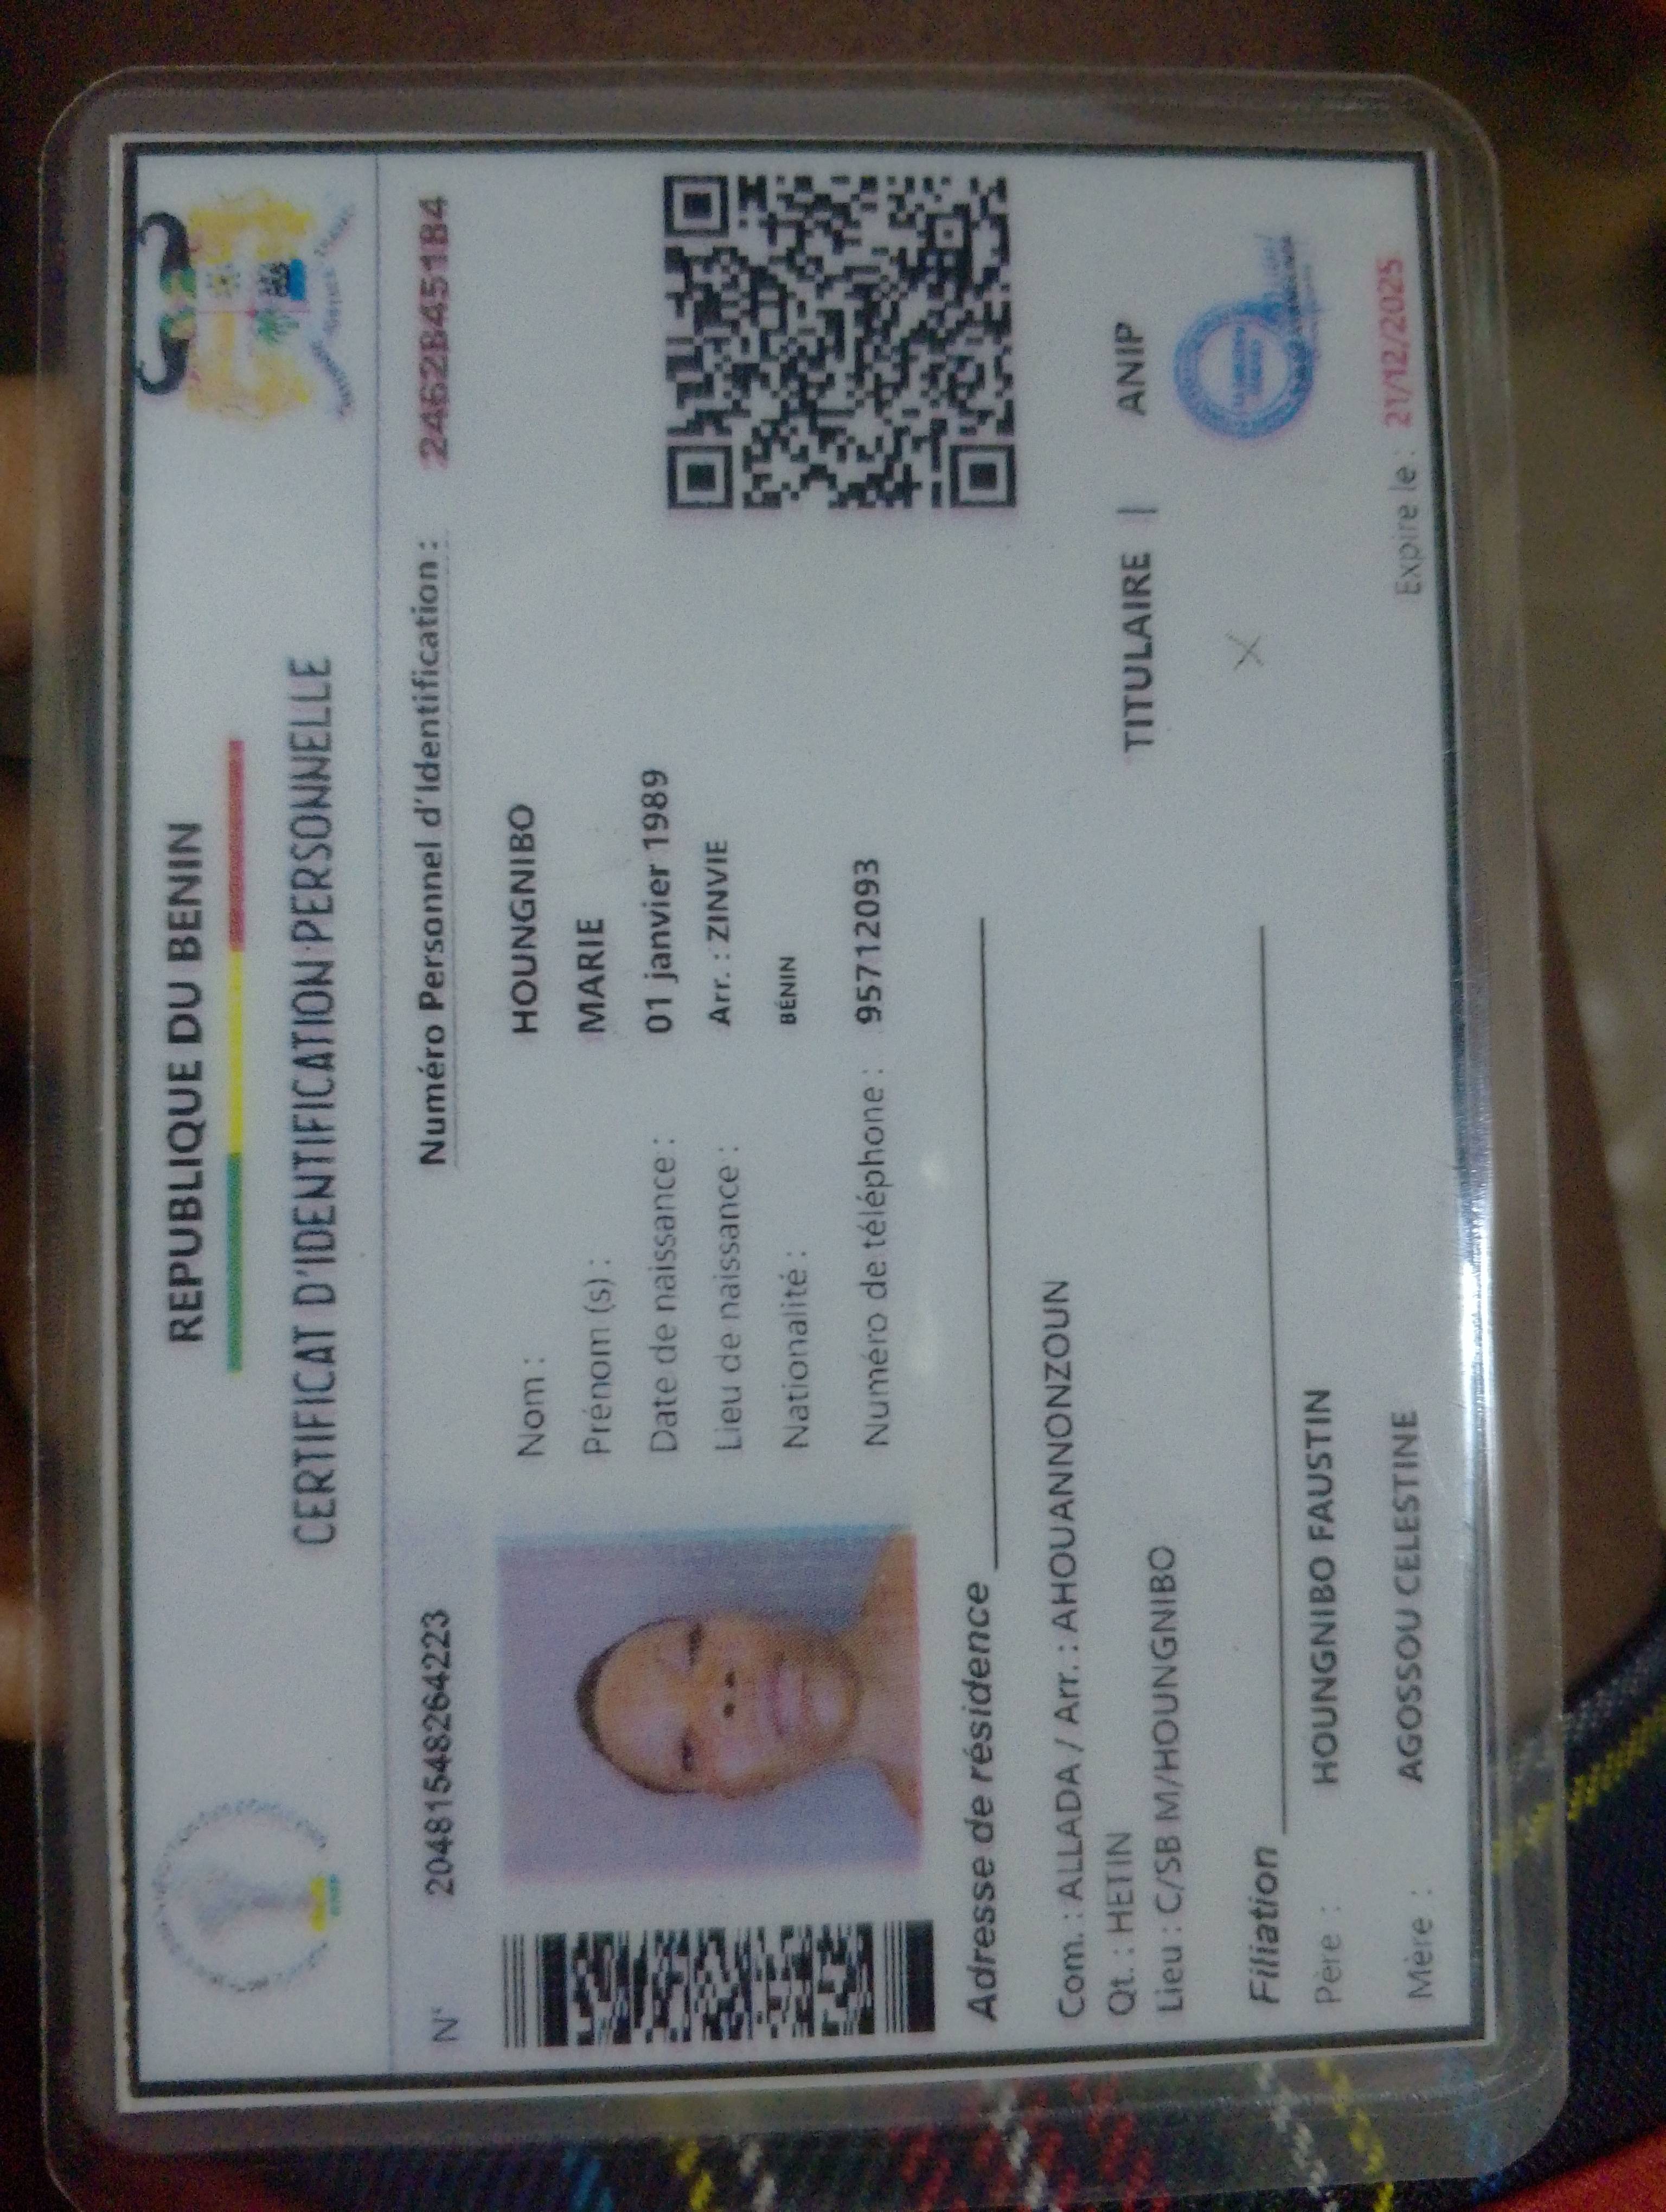 REPUBLIQUE DU BENIN
CERTIFICAT D'IDENTIFICATION PERSONNELLE
N° 20481548264223
Numéro Personnel d'Identification : 2462B451B4
Nom : HOUNGNIBO
Prénom (s) : MARIE
Date de naissance : 01 janvier 1989
Lieu de naissance : Arr. : ZINVIE
Nationalité : BÉNIN
Numéro de téléphone : 95712093
Adresse de résidence
Com. : ALLADA / Arr. : AHOUANNONZOUN
Qt. : HETIN
Lieu : C/SB M/HOUNGNIBO
TITULAIRE | ANIP
X
Filiation
Père : HOUNGNIBO FAUSTIN
Mère : AGOSSOU CELESTINE
Expire le : 21/12/2025